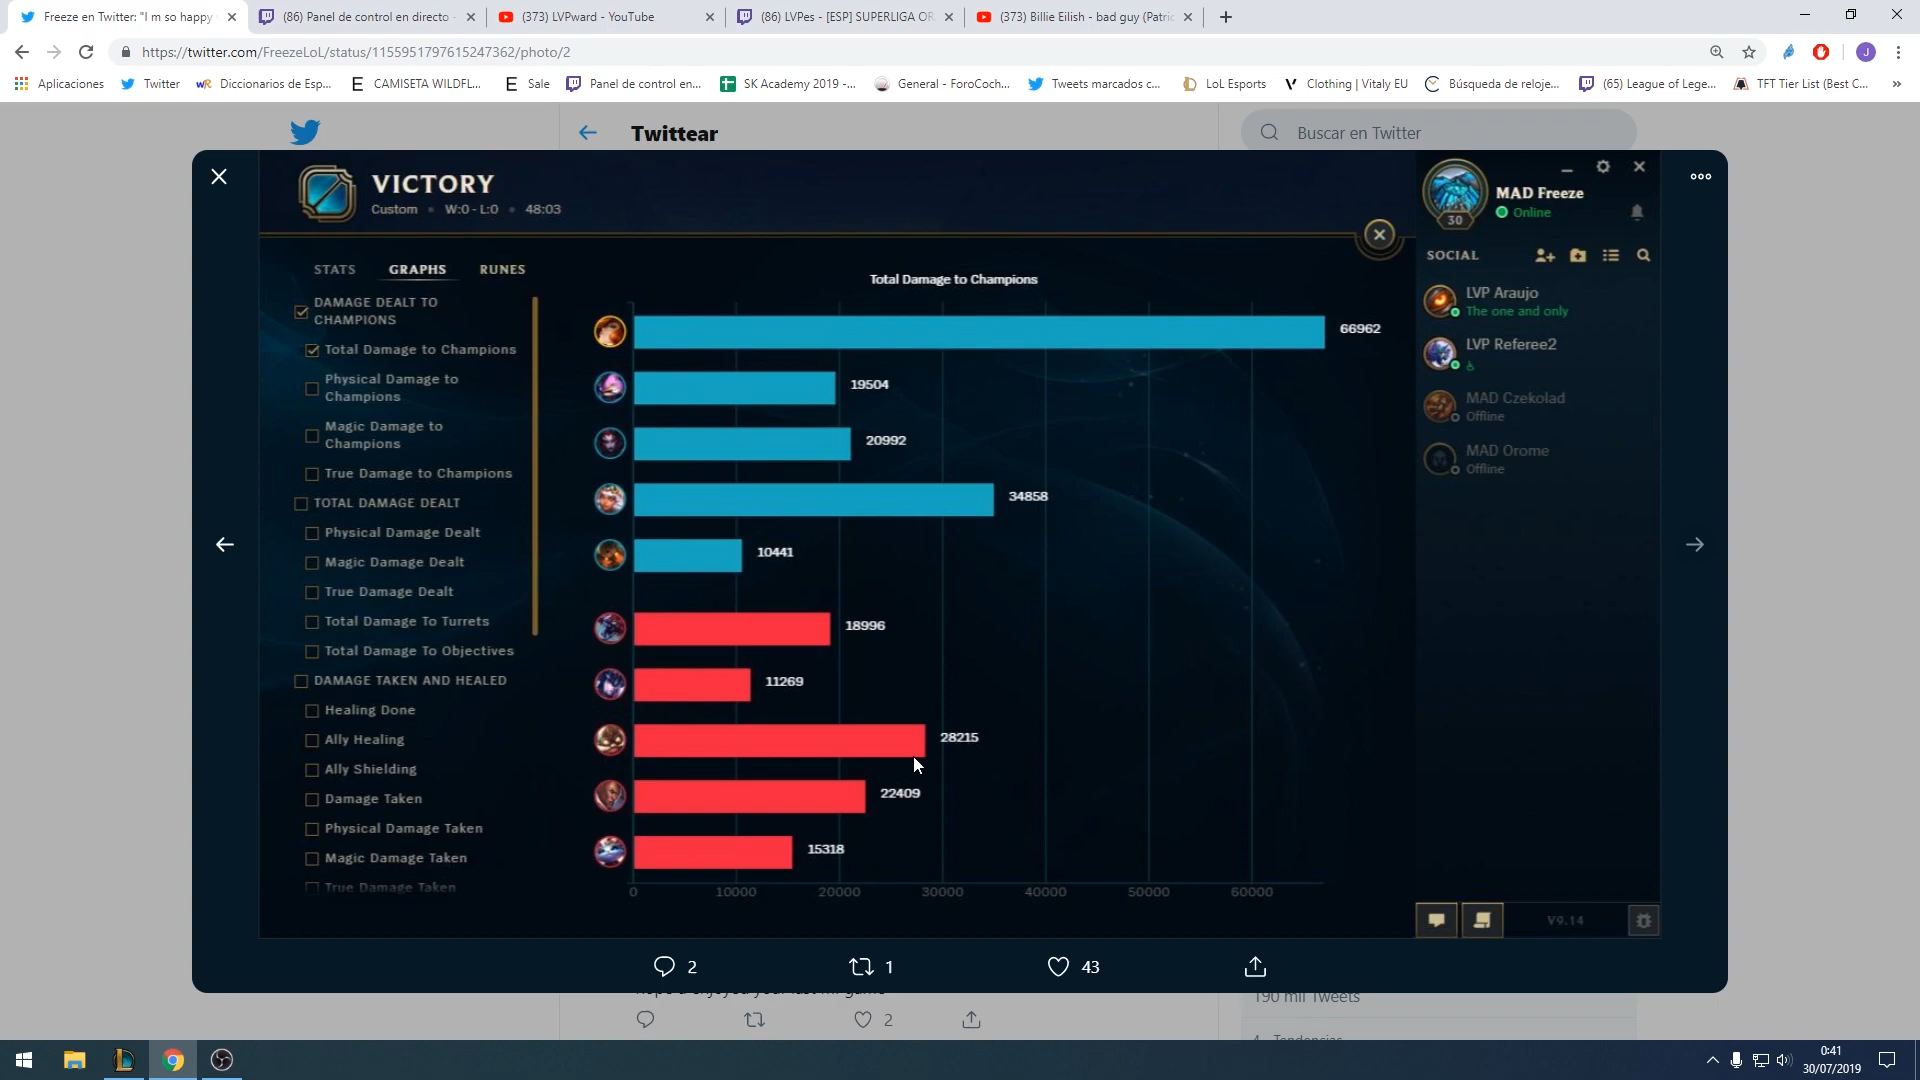 Freeze en Twitter: "I m so happy
(86) Panel de control en directo -
(373) LVPward - YouTube
(86) LVPes - [ESP] SUPERLIGA OR
(373) Billie Eilish - bad guy (Patric
https://twitter.com/FreezeLoL/status/1155951797615247362/photo/2
J
Aplicaciones
Twitter
Diccionarios de Esp...
CAMISETA WILDFL...
Sale
Panel de control en...
SK Academy 2019 -...
General - ForoCoch...
Tweets marcados c...
LoL Esports
Clothing | Vitaly EU
Búsqueda de reloje...
(65) League of Lege...
TFT Tier List (Best C...
»
Twittear
Buscar en Twitter
VICTORY
Custom • W:0 - L:0 • 48:03
MAD Freeze
Online
30
STATS
GRAPHS
RUNES
SOCIAL
DAMAGE DEALT TO
CHAMPIONS
Total Damage to Champions
Physical Damage to
Champions
Magic Damage to
Champions
True Damage to Champions
TOTAL DAMAGE DEALT
Physical Damage Dealt
Magic Damage Dealt
True Damage Dealt
Total Damage To Turrets
Total Damage To Objectives
DAMAGE TAKEN AND HEALED
Healing Done
Ally Healing
Ally Shielding
Damage Taken
Physical Damage Taken
Magic Damage Taken
True Damage Taken
Total Damage to Champions
66962
19504
20992
34858
10441
18996
11269
28215
22409
15318
0 10000 20000 30000 40000 50000 60000
LVP Araujo
The one and only
LVP Referee2
MAD Czekolad
Offline
MAD Orome
Offline
V9.14
2
1
43
190 mil Tweets
2
0:41
30/07/2019